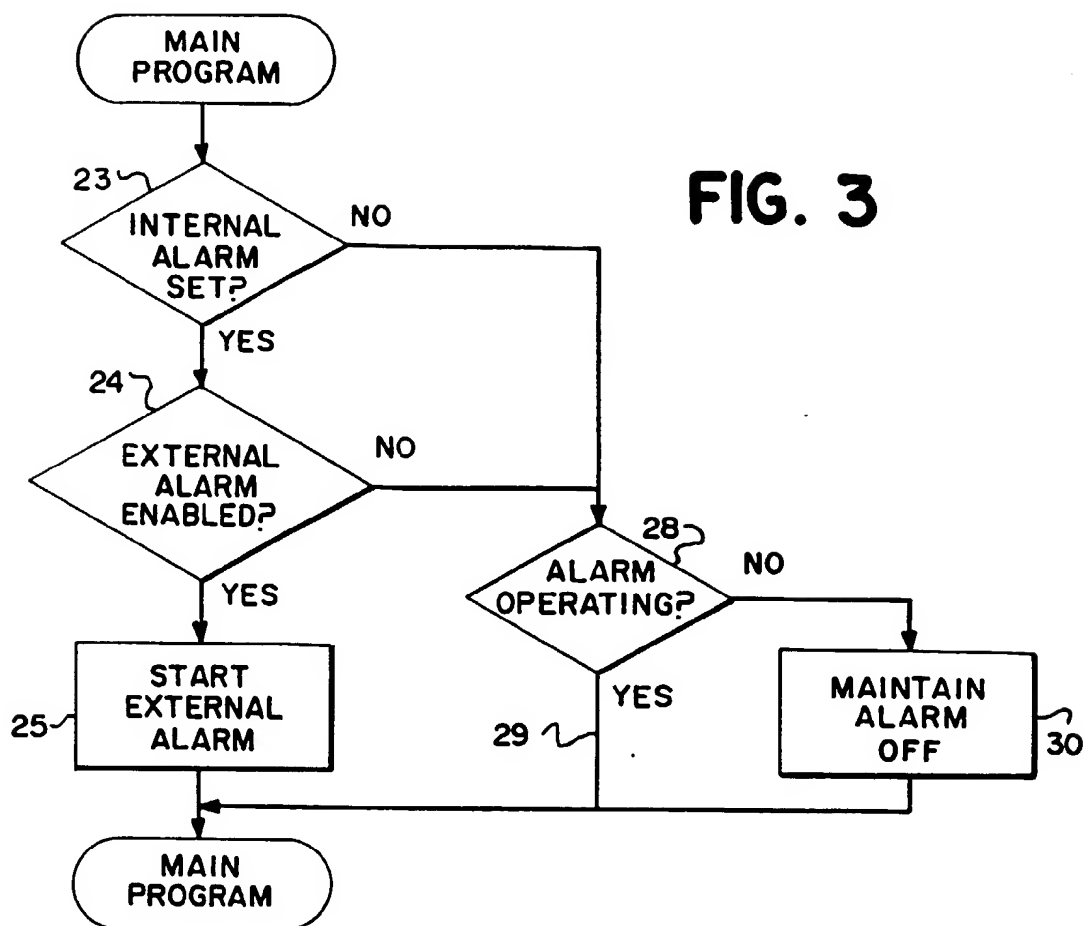 MAIN
PROGRAM
FIG. 3
23
INTERNAL
ALARM
SET?
NO
YES
24
EXTERNAL
ALARM
ENABLED?
NO
YES
28
ALARM
OPERATING?
NO
YES
25
START
EXTERNAL
ALARM
29
MAINTAIN
ALARM
OFF
30
MAIN
PROGRAM